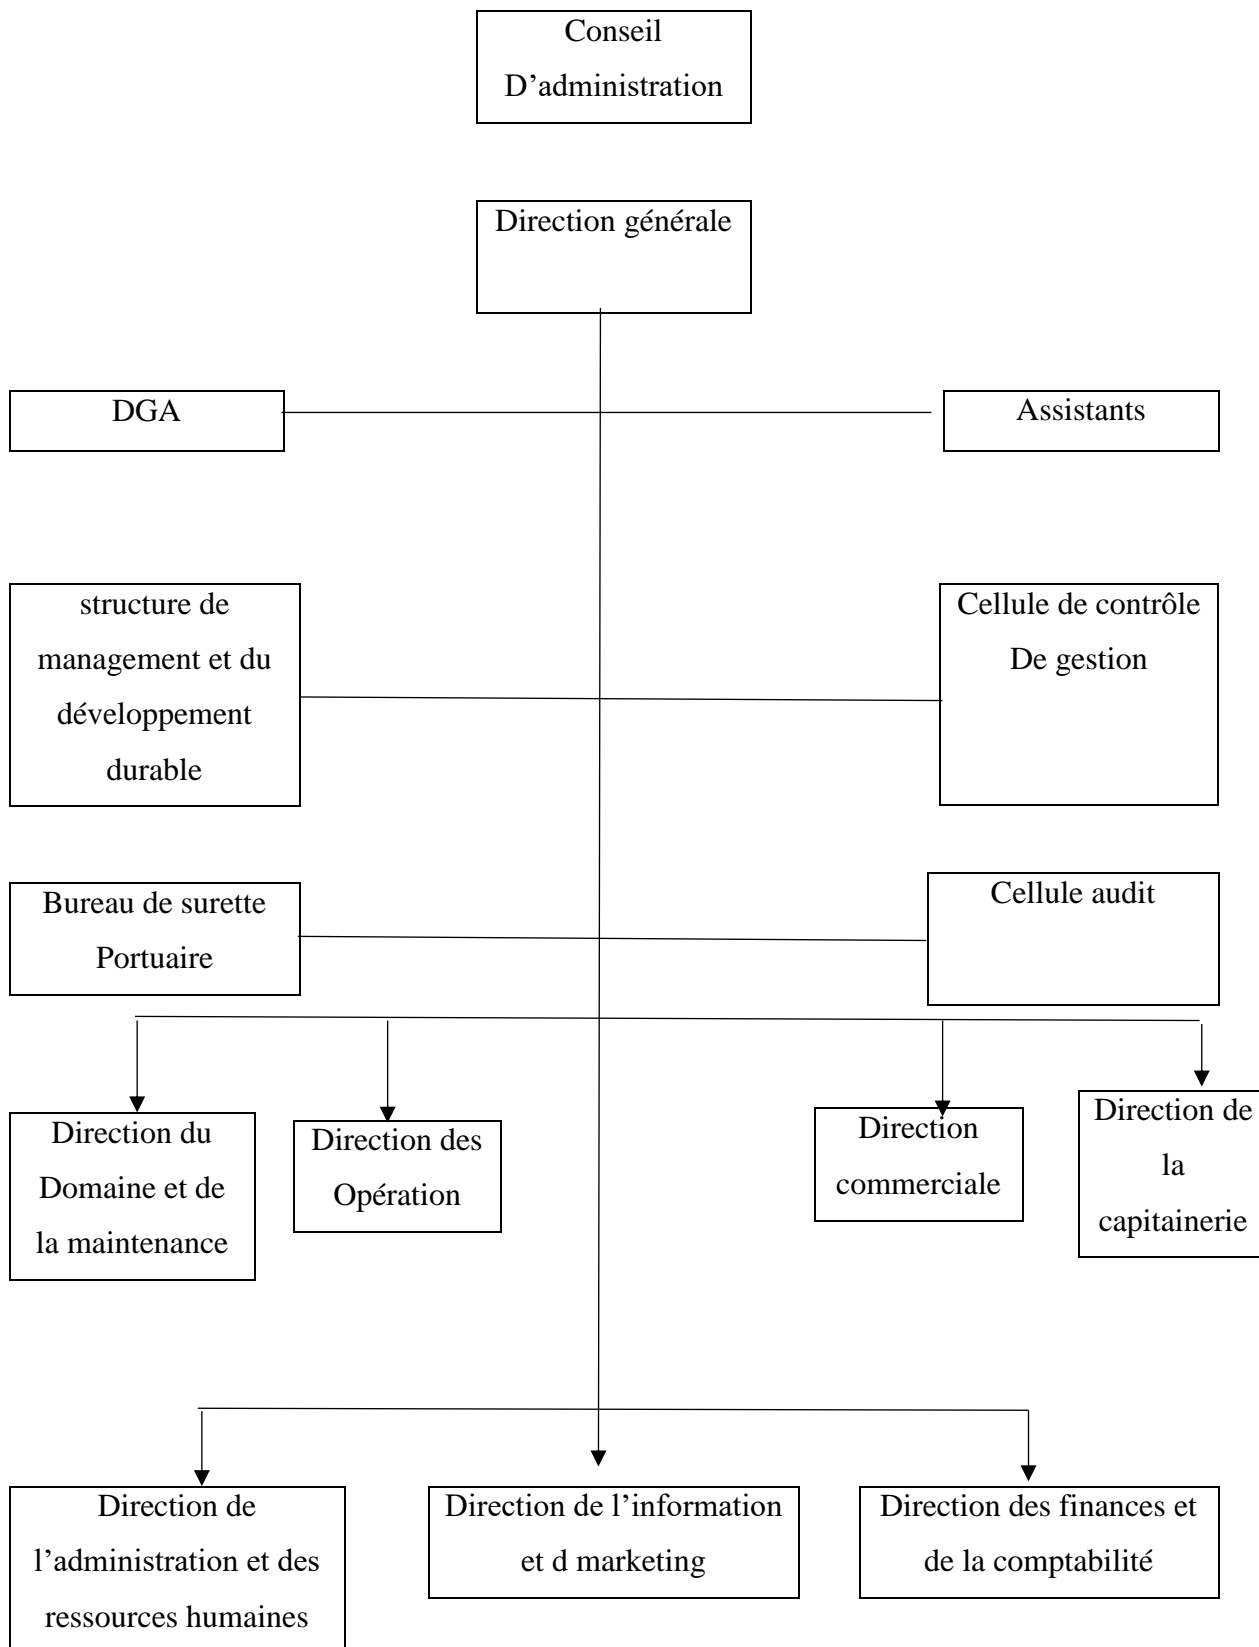 Conseil
D’administration
Direction générale
DGA
Assistants
structure de
management et du
développement
durable
Cellule de contrôle
De gestion
Bureau de surette
Portuaire
Cellule audit
Direction du
Domaine et de
la maintenance
Direction des
Opération
Direction
commerciale
Direction de
la
capitainerie
Direction de
l’administration et des
ressources humaines
Direction de l’information
et d marketing
Direction des finances et
de la comptabilité